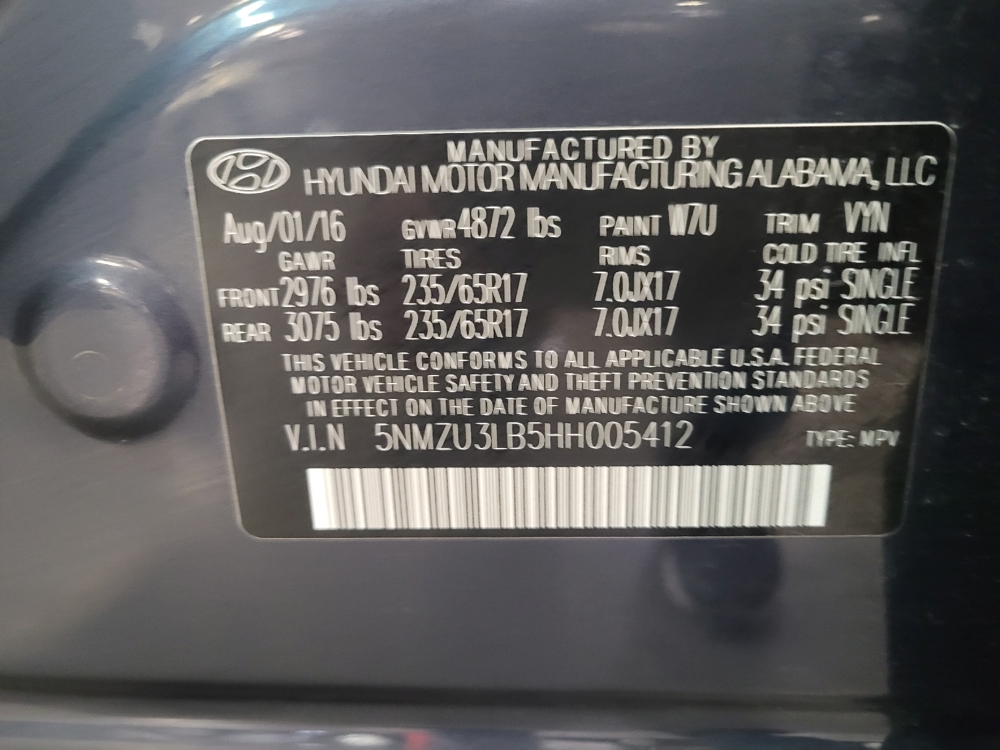 MANUFACTURED BY
HYUNDAI MOTOR MANUFACTURING ALABAMA, LLC
Aug/01/16 GVWR 4872 lbs PAINT W7U TRIM VYN
GAWR TIRES RIMS COLD TIRE INFL
FRONT 2976 lbs 235/65R17 7.0JX17 34 psi SINGLE
REAR 3075 lbs 235/65R17 7.0JX17 34 psi SINGLE
THIS VEHICLE CONFORMS TO ALL APPLICABLE U.S.A. FEDERAL
MOTOR VEHICLE SAFETY AND THEFT PREVENTION STANDARDS
IN EFFECT ON THE DATE OF MANUFACTURE SHOWN ABOVE
V.I.N 5NMZU3LB5HH005412 TYPE: MPV